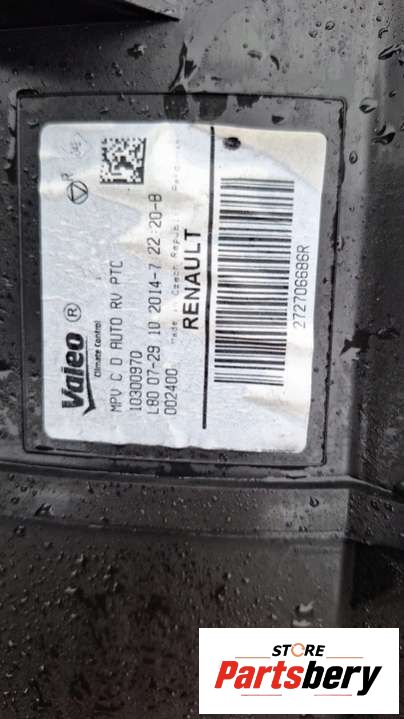 Valeo ®
Climate Control
R
MPV C D AUTO RV PTC
10300970
L80 07-29 10 2014-7 22:20-8
002400
Made in Czech Republic
RENAULT
272706686R
STORE
Partsbery